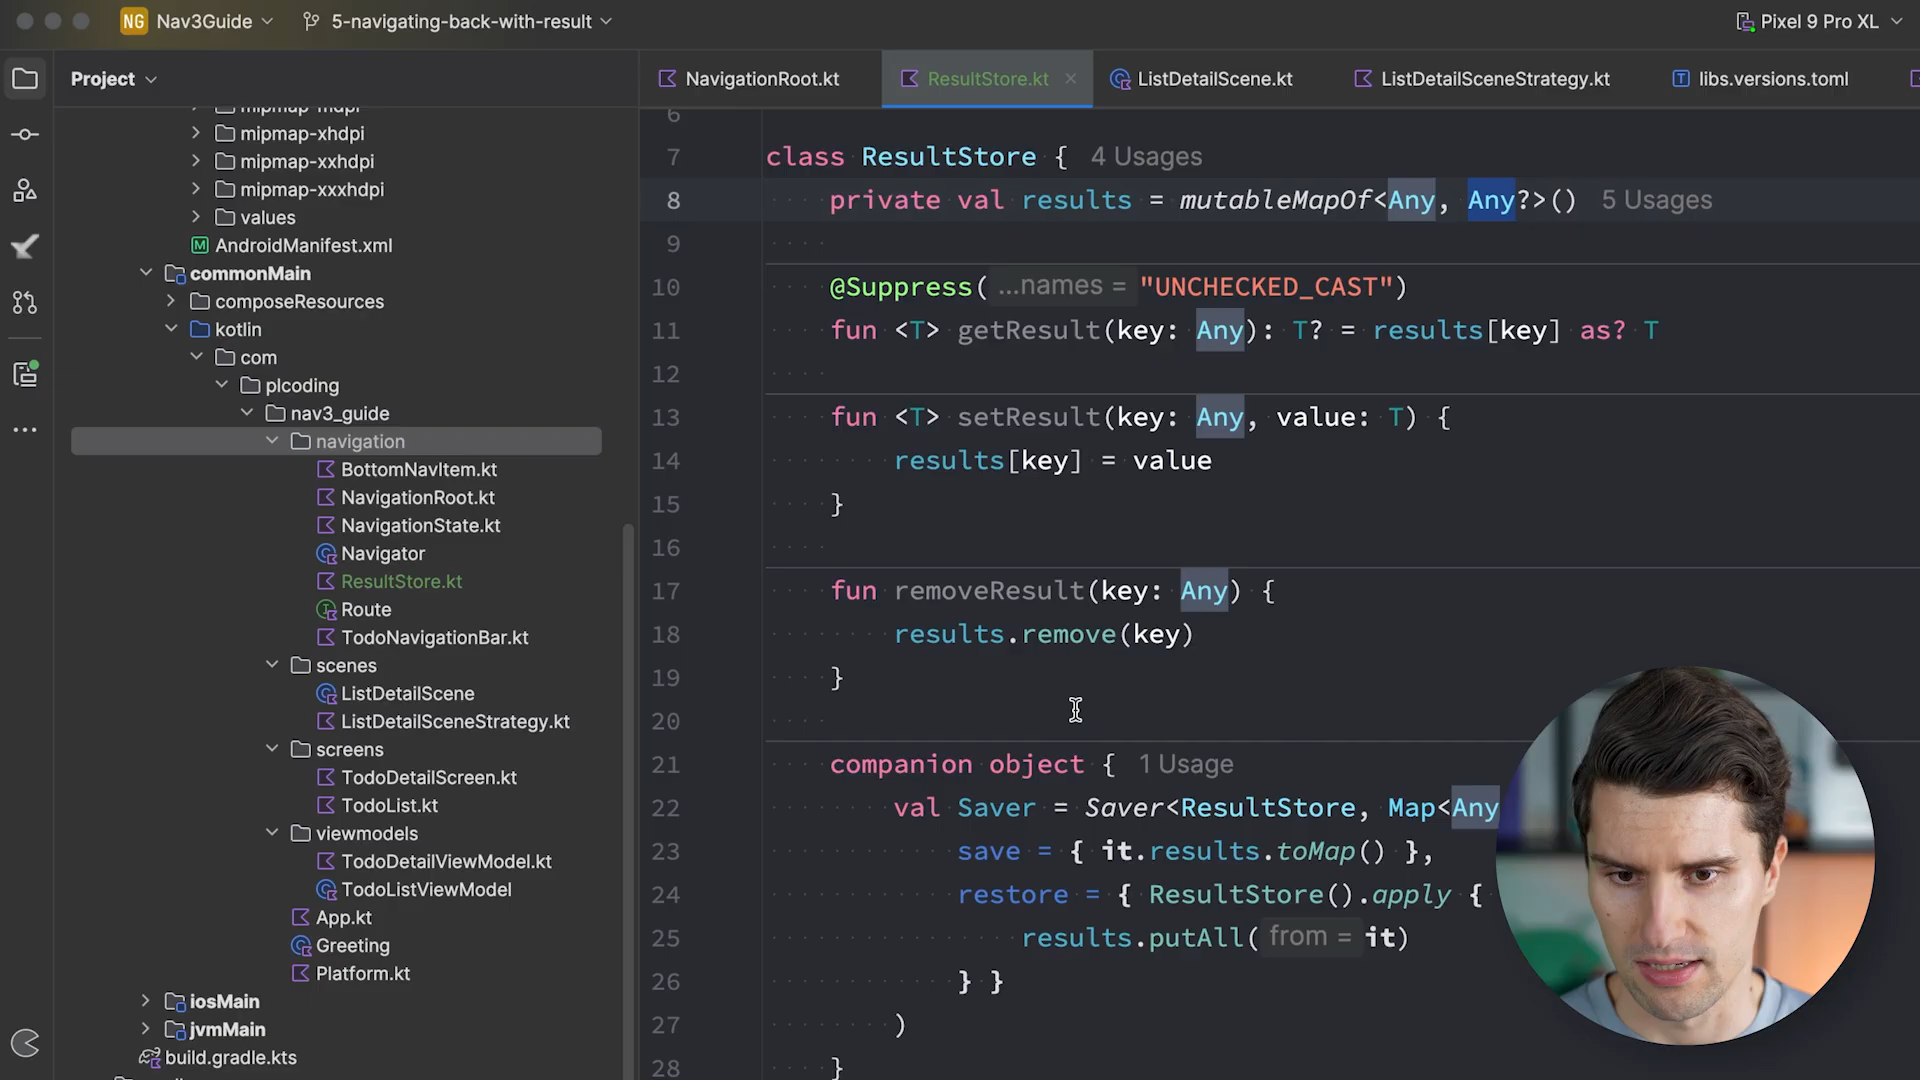 NG Nav3Guide 5-navigating-back-with-result Pixel 9 Pro XL
Project
NavigationRoot.kt ResultStore.kt ListDetailScene.kt ListDetailSceneStrategy.kt libs.versions.toml
mipmap-mdpi
mipmap-xhdpi
mipmap-xxhdpi
mipmap-xxxhdpi
values
AndroidManifest.xml
commonMain
composeResources
kotlin
com
plcoding
nav3_guide
navigation
BottomNavItem.kt
NavigationRoot.kt
NavigationState.kt
Navigator
ResultStore.kt
Route
TodoNavigationBar.kt
scenes
ListDetailScene
ListDetailSceneStrategy.kt
screens
TodoDetailScreen.kt
TodoList.kt
viewmodels
TodoDetailViewModel.kt
TodoListViewModel
App.kt
Greeting
Platform.kt
iosMain
jvmMain
build.gradle.kts
6
7 class ResultStore { 4 Usages
8 private val results = mutableMapOf<Any, Any?>() 5 Usages
9
10 @Suppress( ...names = "UNCHECKED_CAST")
11 fun <T> getResult(key: Any): T? = results[key] as? T
12
13 fun <T> setResult(key: Any, value: T) {
14 results[key] = value
15 }
16
17 fun removeResult(key: Any) {
18 results.remove(key)
19 }
20
21 companion object { 1 Usage
22 val Saver = Saver<ResultStore, Map<Any
23 save = { it.results.toMap() },
24 restore = { ResultStore().apply {
25 results.putAll( from = it)
26 } }
27 )
28 }